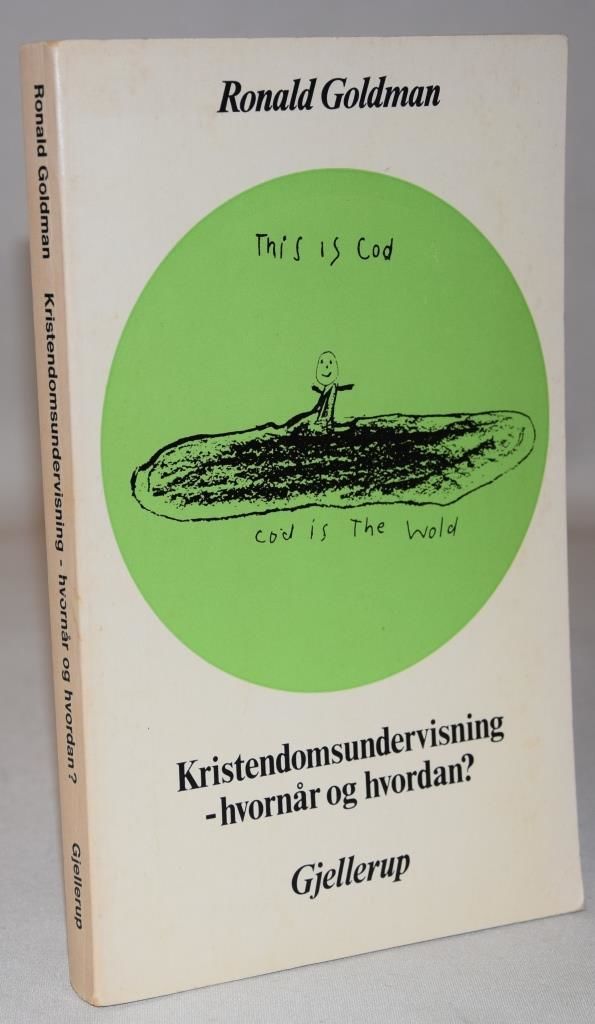 Ronald Goldman
This is Cod
Cod is The Wold
Kristendomsundervisning
-hvornår og hvordan?
Gjellerup
Ronald Goldman Kristendomsundervisning - hvornår og hvordan? Gjellerup